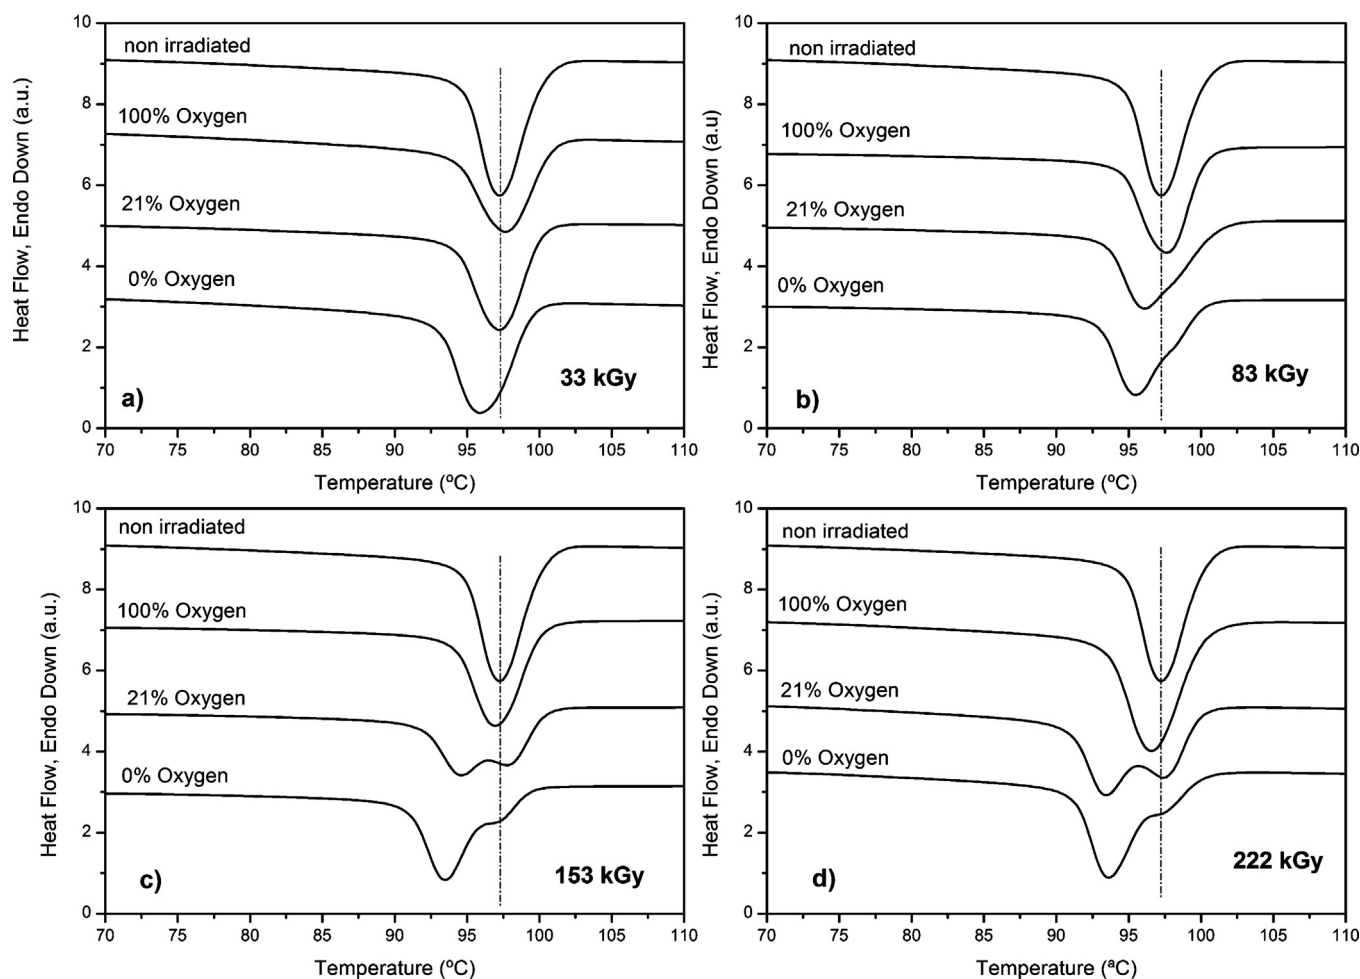 Heat Flow, Endo Down (a.u.)
10
8
6
4
2
0
non irradiated
100% Oxygen
21% Oxygen
0% Oxygen
a)
33 kGy
70 75 80 85 90 95 100 105 110
Temperature (ºC)
Heat Flow, Endo Down (a.u)
10
8
6
4
2
0
non irradiated
100% Oxygen
21% Oxygen
0% Oxygen
b)
83 kGy
70 75 80 85 90 95 100 105 110
Temperature (ºC)
Heat Flow, Endo Down (a.u.)
10
8
6
4
2
0
non irradiated
100% Oxygen
21% Oxygen
0% Oxygen
c)
153 kGy
70 75 80 85 90 95 100 105 110
Temperature (ºC)
Heat Flow, Endo Down (a.u.)
10
8
6
4
2
0
non irradiated
100% Oxygen
21% Oxygen
0% Oxygen
d)
222 kGy
70 75 80 85 90 95 100 105 110
Temperature (ªC)